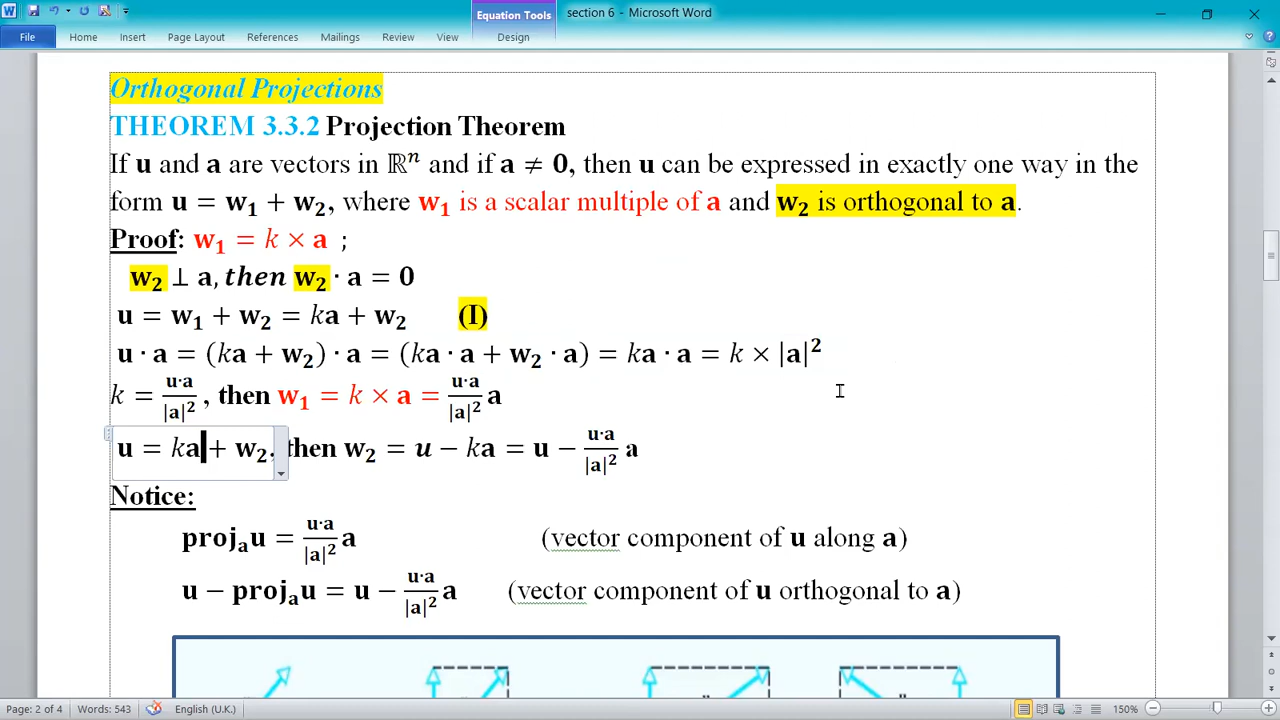 Equation Tools
section 6 - Microsoft Word
File Home Insert Page Layout References Mailings Review View Design
Orthogonal Projections
THEOREM 3.3.2 Projection Theorem
If u and a are vectors in ℝⁿ and if a ≠ 0, then u can be expressed in exactly one way in the
form u = w₁ + w₂, where w₁ is a scalar multiple of a and w₂ is orthogonal to a.
Proof: w₁ = k × a ;
w₂ ⊥ a, then w₂ · a = 0
u = w₁ + w₂ = ka + w₂ (I)
u · a = (ka + w₂) · a = (ka · a + w₂ · a) = ka · a = k × |a|²
k = u·a/|a|² , then w₁ = k × a = u·a/|a|² a
u = ka + w₂, then w₂ = u − ka = u − u·a/|a|² a
Notice:
projₐu = u·a/|a|² a (vector component of u along a)
u − projₐu = u − u·a/|a|² a (vector component of u orthogonal to a)
Page: 2 of 4 Words: 543 English (U.K.) 150%